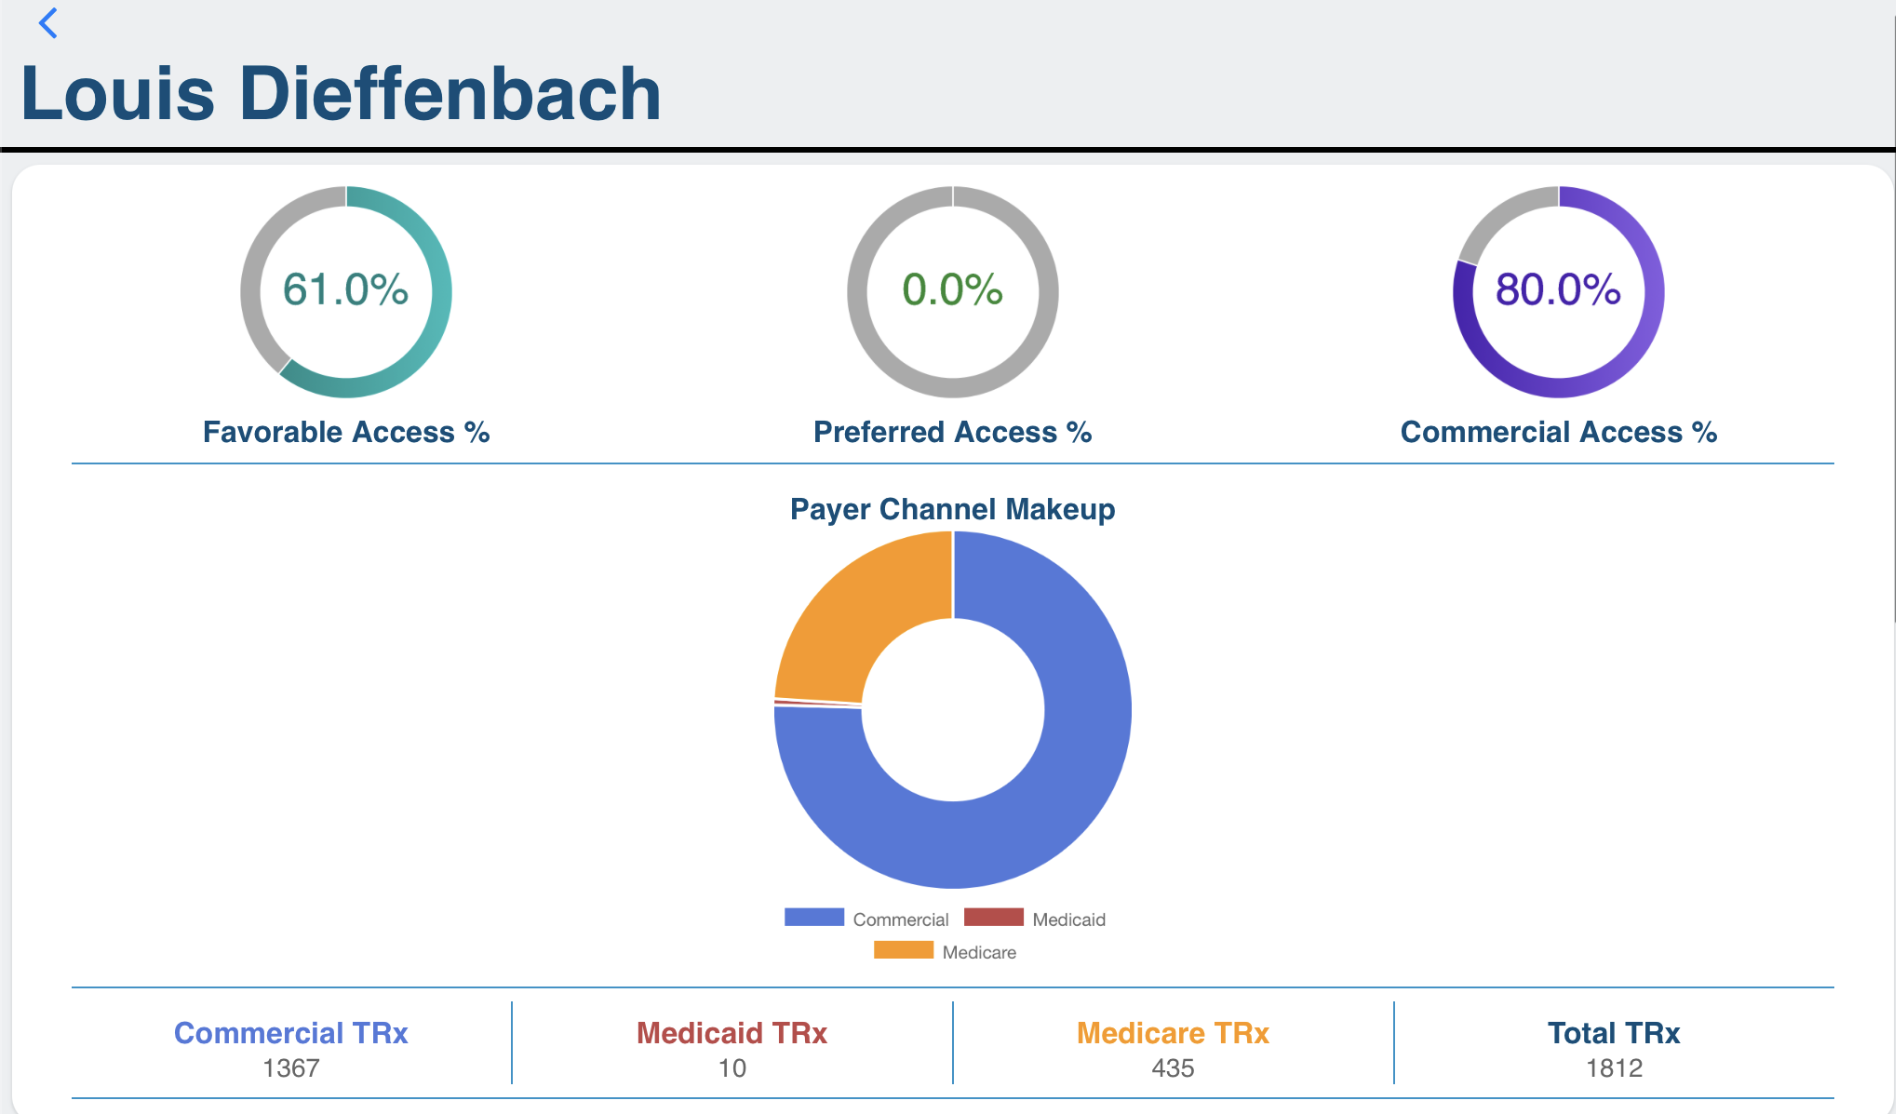 Louis Dieffenbach
61.0%
0.0%
80.0%
Favorable Access %
Preferred Access %
Commercial Access %
Payer Channel Makeup
Commercial
Medicaid
Medicare
Commercial TRx
1367
Medicaid TRx
10
Medicare TRx
435
Total TRx
1812